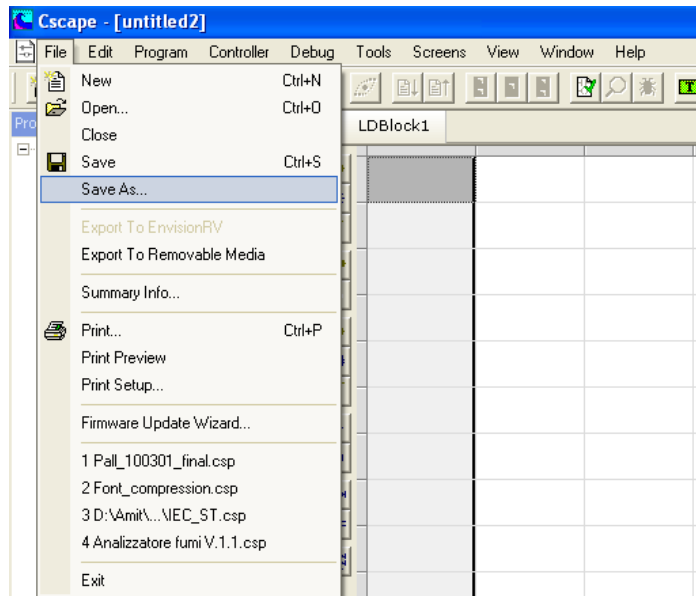 Cscape - [untitled2]
File Edit Program Controller Debug Tools Screens View Window Help
New Ctrl+N
Open... Ctrl+O
Pro
LDBlock1
Close
Save Ctrl+S
Save As...
Export To EnvisionRV
Export To Removable Media
Summary Info...
Print... Ctrl+P
Print Preview
Print Setup...
Firmware Update Wizard...
1 Pall_100301_final.csp
2 Font_compression.csp
3 D:\Amit\...\IEC_ST.csp
4 Analizzatore fumi V.1.1.csp
Exit